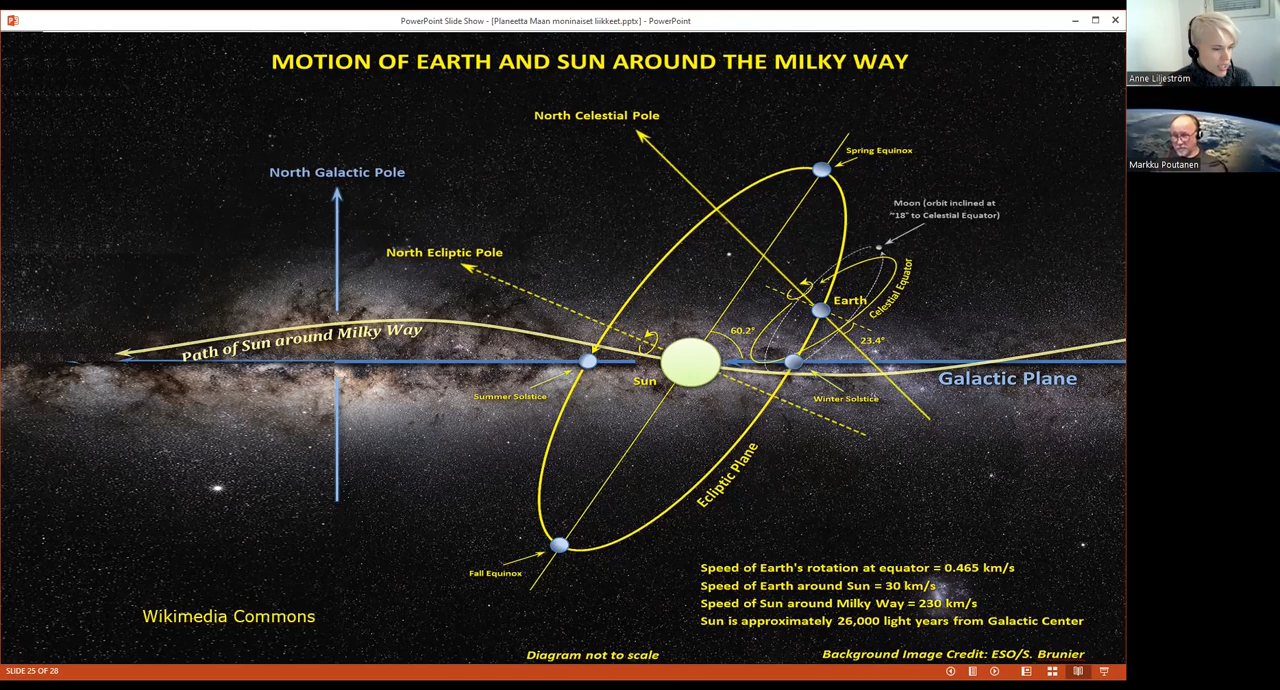 PowerPoint Slide Show - [Planeetta Maan moninaiset liikkeet.pptx] - PowerPoint
Anne Liljeström
Markku Poutanen
MOTION OF EARTH AND SUN AROUND THE MILKY WAY
North Celestial Pole
Spring Equinox
North Galactic Pole
Moon (orbit inclined at
~18° to Celestial Equator)
North Ecliptic Pole
Celestial Equator
Earth
Path of Sun around Milky Way
60.2°
23.4°
Sun
Galactic Plane
Summer Solstice
Winter Solstice
Ecliptic Plane
Fall Equinox
Speed of Earth's rotation at equator = 0.465 km/s
Speed of Earth around Sun = 30 km/s
Speed of Sun around Milky Way = 230 km/s
Sun is approximately 26,000 light years from Galactic Center
Wikimedia Commons
Diagram not to scale
Background Image Credit: ESO/S. Brunier
SLIDE 25 OF 28